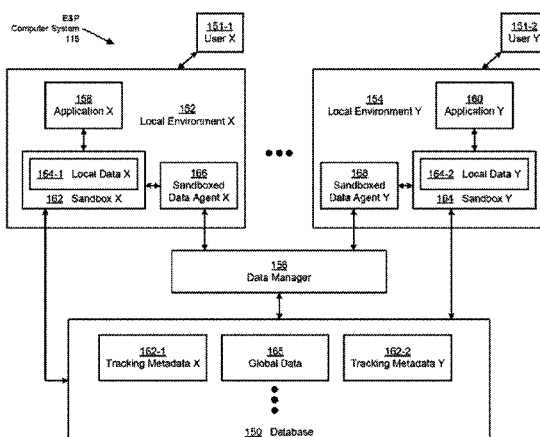 E&P
Computer System
116
151-1
User X
151-2
User Y
158
Application X
152
Local Environment X
164-1 Local Data X
162 Sandbox X
166
Sandboxed
Data Agent X
154
Local Environment Y
160
Application Y
168
Sandboxed
Data Agent Y
164-2 Local Data Y
164 Sandbox Y
156
Data Manager
162-1
Tracking Metadata X
165
Global Data
162-2
Tracking Metadata Y
150 Database